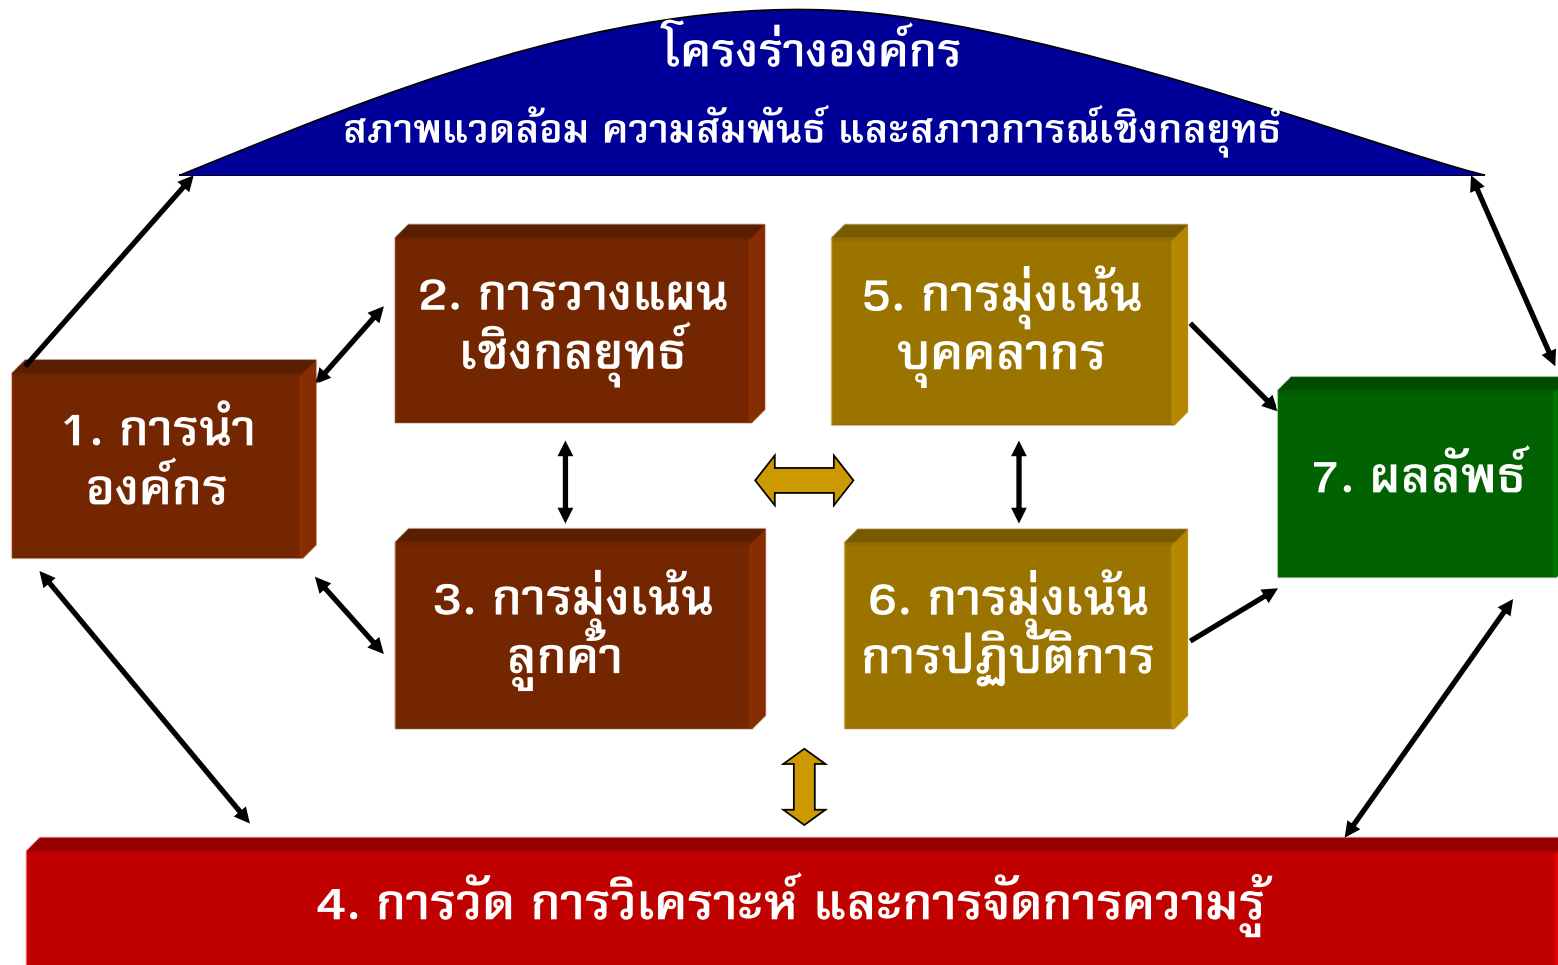 โครงร่างองค์กร
สภาพแวดล้อม ความสัมพันธ์ และสภาวการณ์เชิงกลยุทธ์
1. การนำ
องค์กร
2. การวางแผน
เชิงกลยุทธ์
3. การมุ่งเน้น
ลูกค้า
5. การมุ่งเน้น
บุคคลากร
6. การมุ่งเน้น
การปฏิบัติการ
7. ผลลัพธ์
4. การวัด การวิเคราะห์ และการจัดการความรู้